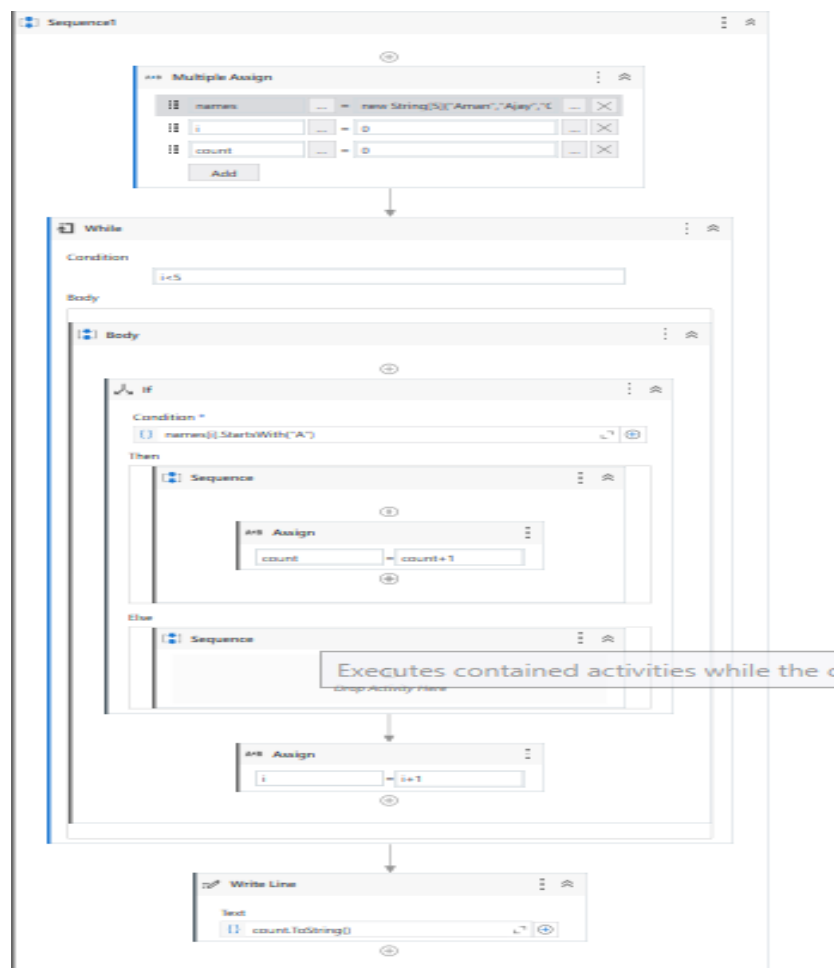 Sequence1
A+B Multiple Assign
names ... = new String(5){"Aman","Ajay", ...
i ... = 0 ...
count ... = 0 ...
Add
While
Condition
i<5
Body
Body
If
Condition *
names(i).StartsWith("A")
Then
Sequence
A+B Assign
count = count+1
Else
Sequence
Executes contained activities while the
Drop Activity Here
A+B Assign
i = i+1
Write Line
Text
count.ToString()